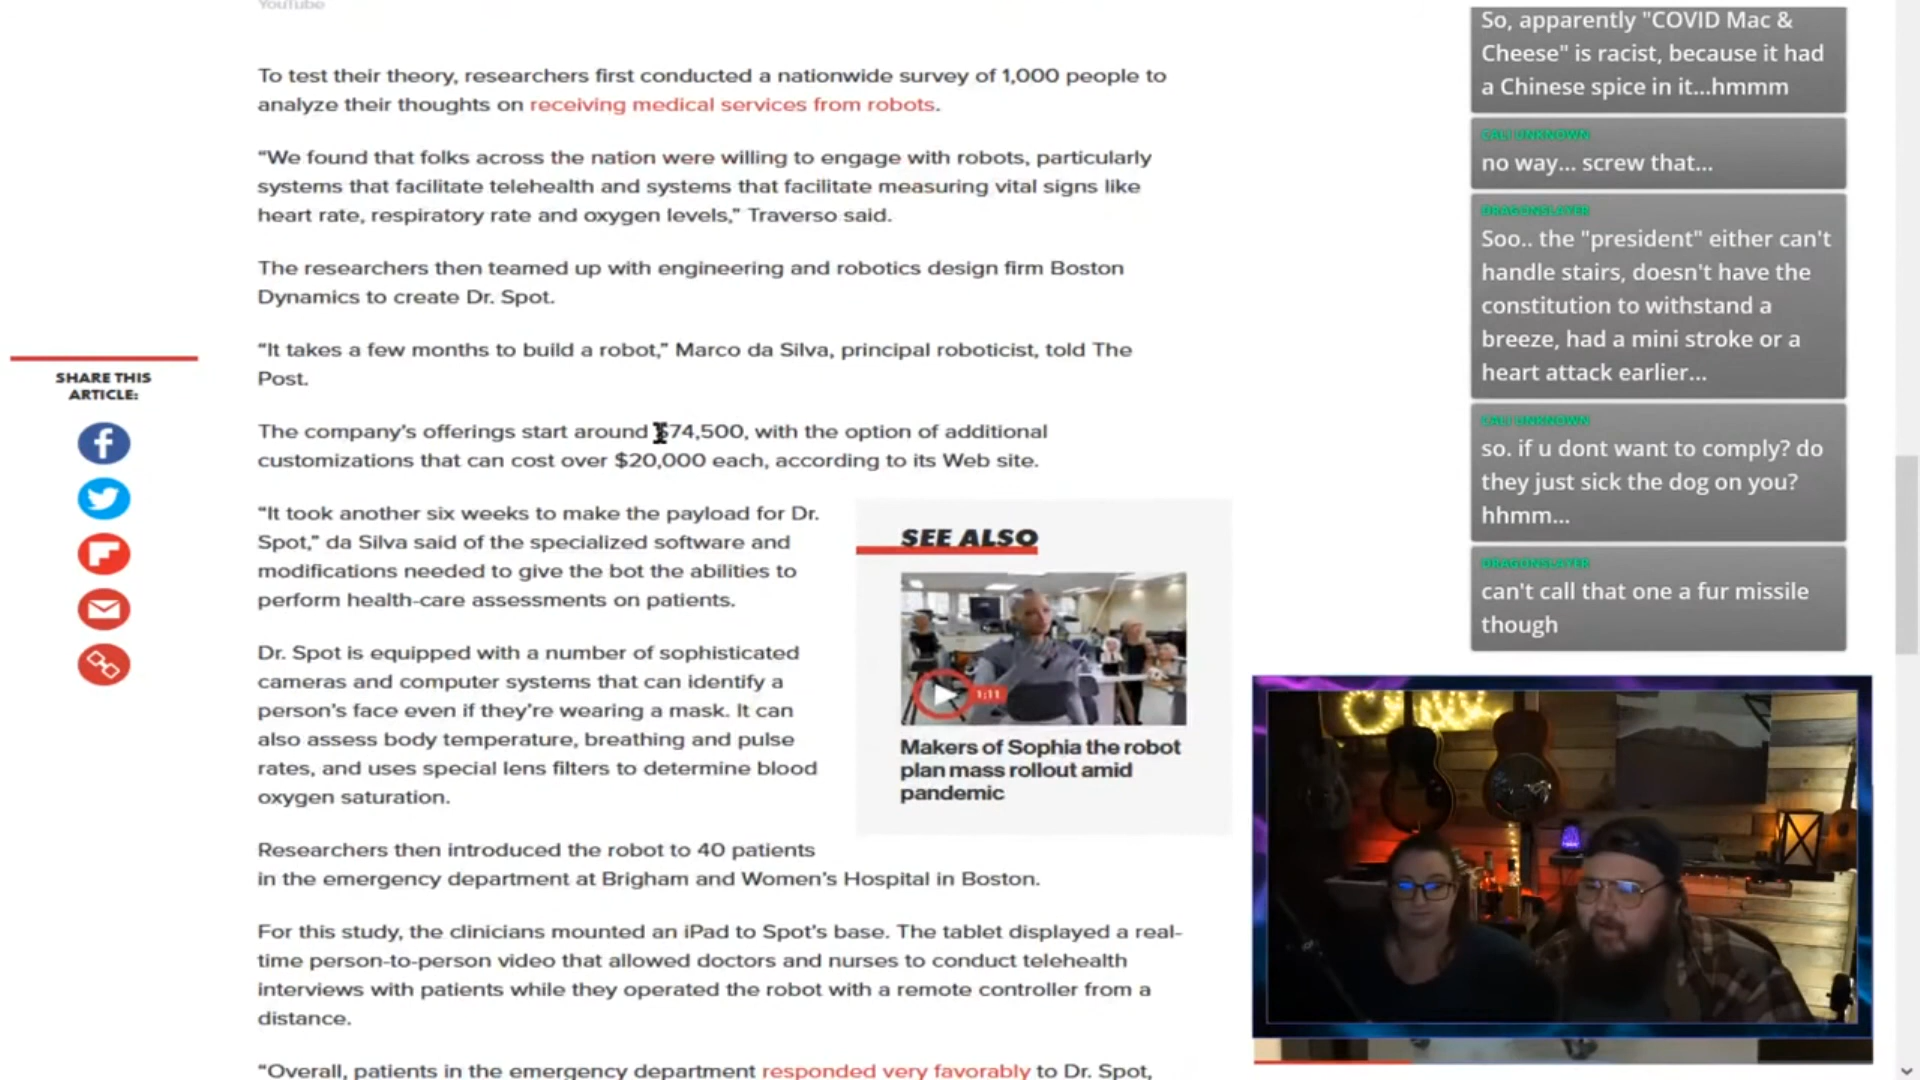 YouTube
To test their theory, researchers first conducted a nationwide survey of 1,000 people to
analyze their thoughts on receiving medical services from robots.
“We found that folks across the nation were willing to engage with robots, particularly
systems that facilitate telehealth and systems that facilitate measuring vital signs like
heart rate, respiratory rate and oxygen levels,” Traverso said.
The researchers then teamed up with engineering and robotics design firm Boston
Dynamics to create Dr. Spot.
“It takes a few months to build a robot,” Marco da Silva, principal roboticist, told The
Post.
SHARE THIS
ARTICLE:
The company’s offerings start around $74,500, with the option of additional
customizations that can cost over $20,000 each, according to its Web site.
“It took another six weeks to make the payload for Dr.
Spot,” da Silva said of the specialized software and
modifications needed to give the bot the abilities to
perform health-care assessments on patients.
Dr. Spot is equipped with a number of sophisticated
cameras and computer systems that can identify a
person’s face even if they’re wearing a mask. It can
also assess body temperature, breathing and pulse
rates, and uses special lens filters to determine blood
oxygen saturation.
SEE ALSO
1:11
Makers of Sophia the robot
plan mass rollout amid
pandemic
Researchers then introduced the robot to 40 patients
in the emergency department at Brigham and Women’s Hospital in Boston.
For this study, the clinicians mounted an iPad to Spot’s base. The tablet displayed a real-
time person-to-person video that allowed doctors and nurses to conduct telehealth
interviews with patients while they operated the robot with a remote controller from a
distance.
“Overall, patients in the emergency department responded very favorably to Dr. Spot,
So, apparently "COVID Mac &
Cheese" is racist, because it had
a Chinese spice in it...hmmm
CALI UNKNOWN
no way... screw that...
DRAGONSLAYER
Soo.. the "president" either can't
handle stairs, doesn't have the
constitution to withstand a
breeze, had a mini stroke or a
heart attack earlier...
CALI UNKNOWN
so. if u dont want to comply? do
they just sick the dog on you?
hhmm...
DRAGONSLAYER
can't call that one a fur missile
though